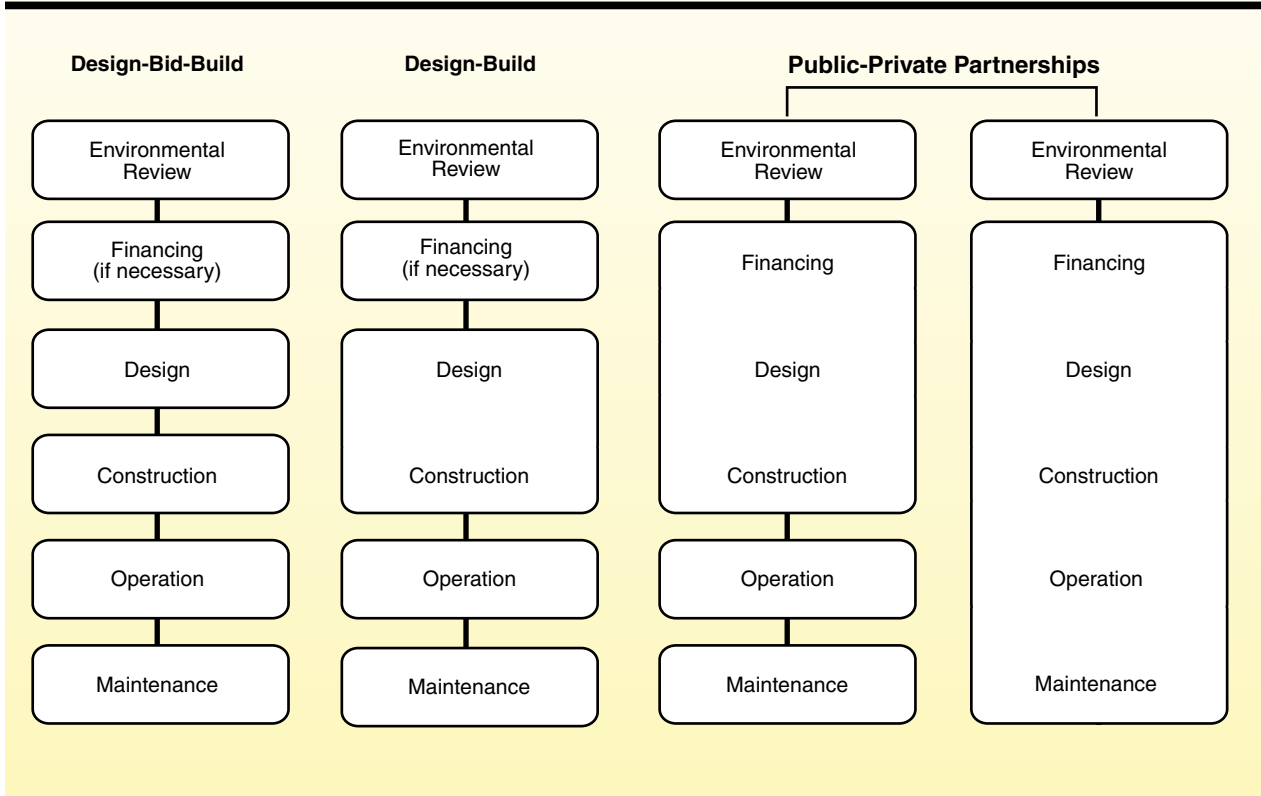 Design-Bid-Build
Environmental
Review
Financing
(if necessary)
Design
Construction
Operation
Maintenance
Design-Build
Environmental
Review
Financing
(if necessary)
Design
Construction
Operation
Maintenance
Public-Private Partnerships
Environmental
Review
Financing
Design
Construction
Operation
Maintenance
Environmental
Review
Financing
Design
Construction
Operation
Maintenance